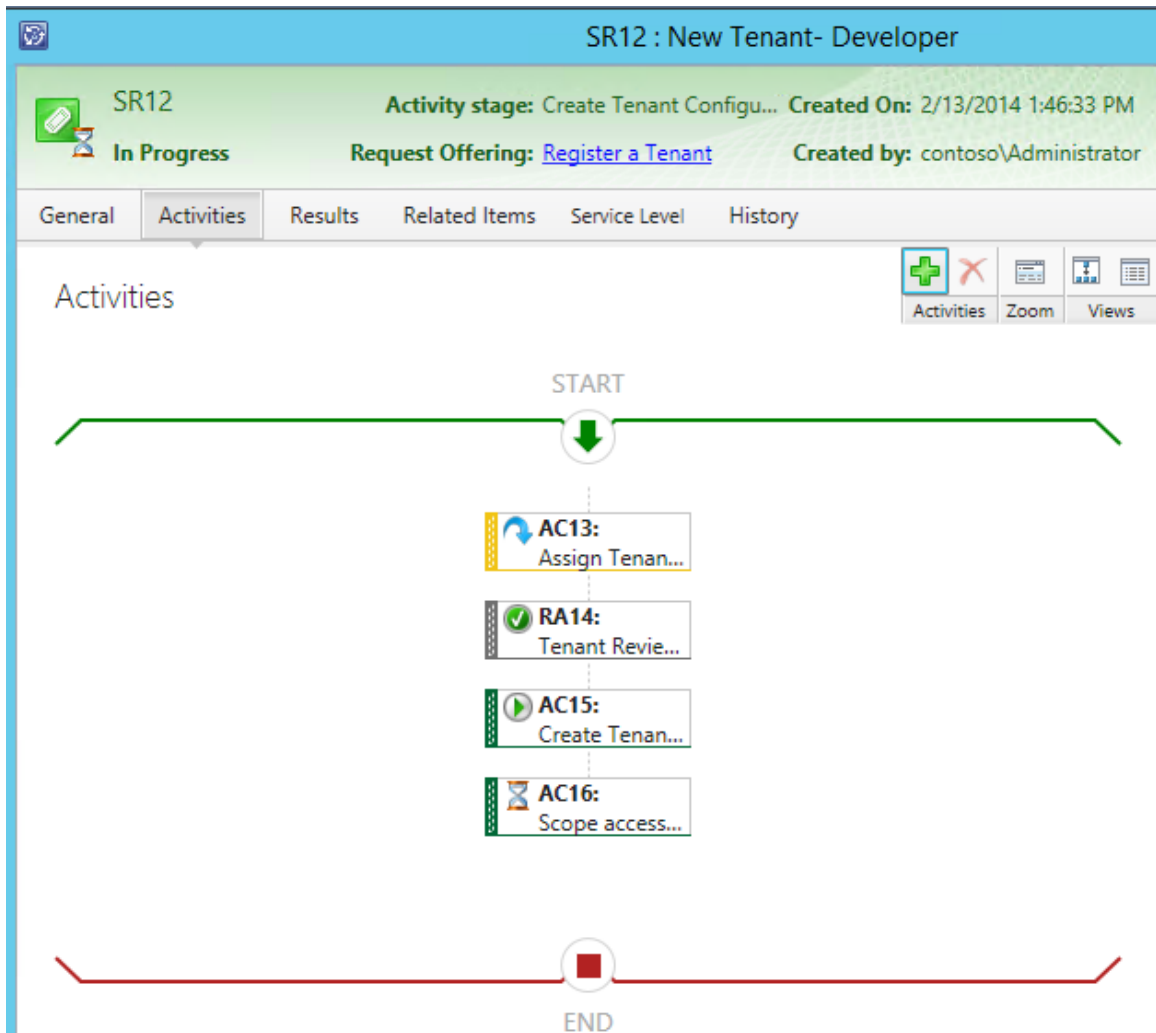 SR12 : New Tenant- Developer
SR12
Activity stage: Create Tenant Configu... Created On: 2/13/2014 1:46:33 PM
In Progress
Request Offering: Register a Tenant Created by: contoso\Administrator
General Activities Results Related Items Service Level History
Activities
Activities Zoom Views
START
AC13:
Assign Tenan...
RA14:
Tenant Revie...
AC15:
Create Tenan...
AC16:
Scope access...
END